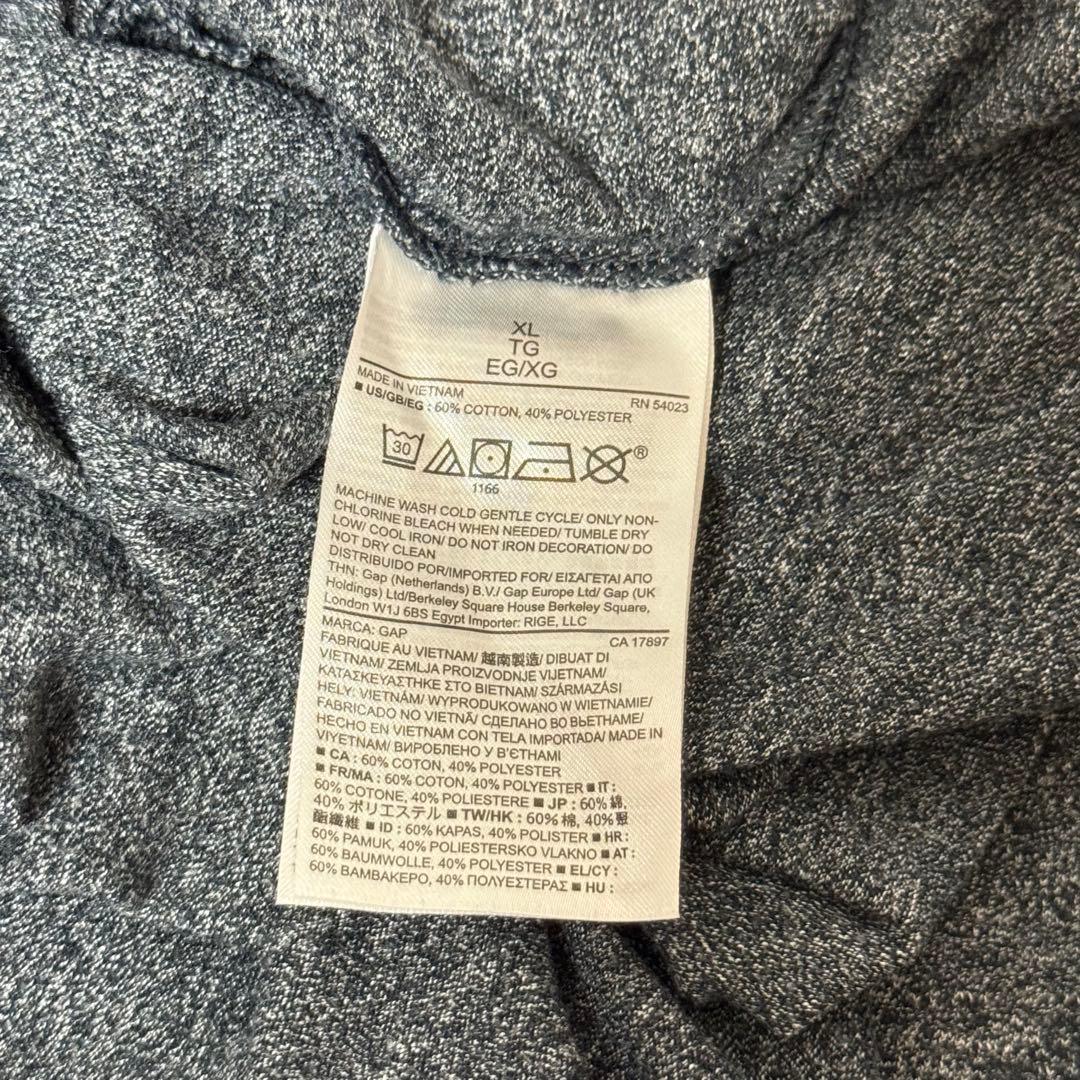 XL
TG
EG/XG
MADE IN VIETNAM RN 54023
■ US/GB/EG : 60% COTTON, 40% POLYESTER
30 ®
1166
MACHINE WASH COLD GENTLE CYCLE/ ONLY NON-
CHLORINE BLEACH WHEN NEEDED/ TUMBLE DRY
LOW/ COOL IRON/ DO NOT IRON DECORATION/ DO
NOT DRY CLEAN
DISTRIBUIDO POR/IMPORTED FOR/ ΕΙΣΑΓΕΤΑΙ ΑΠΟ
ΤΗΝ: Gap (Netherlands) B.V./ Gap Europe Ltd/ Gap (UK
Holdings) Ltd/Berkeley Square House Berkeley Square,
London W1J 6BS Egypt Importer: RIGE, LLC
MARCA: GAP CA 17897
FABRIQUE AU VIETNAM/ 越南製造/ DIBUAT DI
VIETNAM/ ZEMLJA PROIZVODNJE VIJETNAM/
ΚΑΤΑΣΚΕΥΑΣΤΗΚΕ ΣΤΟ ΒΙΕΤΝΑΜ/ SZÁRMAZÁSI
HELY: VIETNÁM/ WYPRODUKOWANO W WIETNAMIE/
FABRICADO NO VIETNÃ/ СДЕЛАНО ВО ВЬЕТНАМЕ/
HECHO EN VIETNAM CON TELA IMPORTADA/ MADE IN
VIYETNAM/ ВИРОБЛЕНО У В'ЄТНАМІ
■ CA : 60% COTTON, 40% POLYESTER
■ FR/MA : 60% COTON, 40% POLYESTER ■ IT :
60% COTONE, 40% POLIESTERE ■ JP : 60% 綿,
40% ポリエステル ■ TW/HK : 60% 棉, 40% 聚
酯纖維 ■ ID : 60% KAPAS, 40% POLISTER ■ HR :
60% PAMUK, 40% POLIESTERSKO VLAKNO ■ AT :
60% BAUMWOLLE, 40% POLYESTER ■ EL/CY :
60% ΒΑΜΒΑΚΕΡΟ, 40% ΠΟΛΥΕΣΤΕΡΑΣ ■ HU :